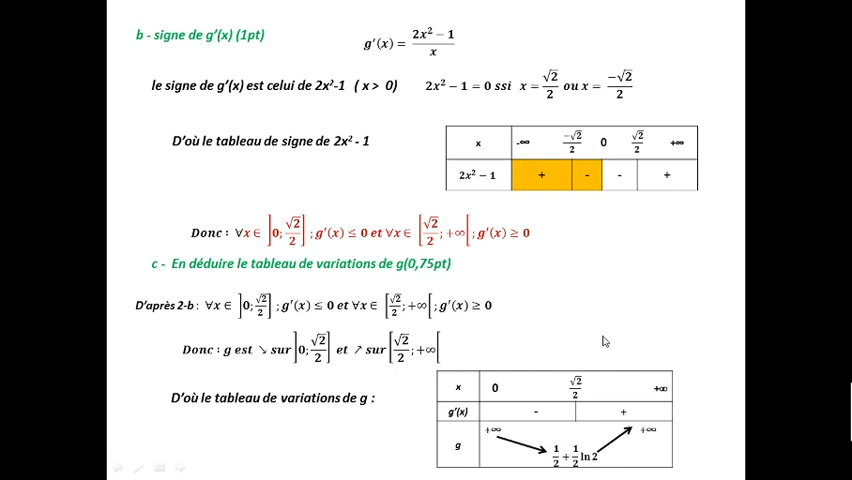 b - signe de g'(x) (1pt)
g'(x) = (2x² − 1)/x
le signe de g'(x) est celui de 2x²-1 ( x > 0) 2x² − 1 = 0 ssi x = √2/2 ou x = −√2/2
D'où le tableau de signe de 2x² - 1
x -∞ −√2/2 0 √2/2 +∞
2x² − 1 + - - +
Donc : ∀x ∈ ]0; √2/2] ; g'(x) ≤ 0 et ∀x ∈ [√2/2 ; +∞[ ; g'(x) ≥ 0
c - En déduire le tableau de variations de g(0,75pt)
D'après 2-b : ∀x ∈ ]0; √2/2] ; g'(x) ≤ 0 et ∀x ∈ [√2/2 ; +∞[ ; g'(x) ≥ 0
Donc : g est ↘ sur ]0; √2/2] et ↗ sur [√2/2 ; +∞[
D'où le tableau de variations de g :
x 0 √2/2 +∞
g'(x) - +
+∞ +∞
g 1/2 + 1/2 ln 2